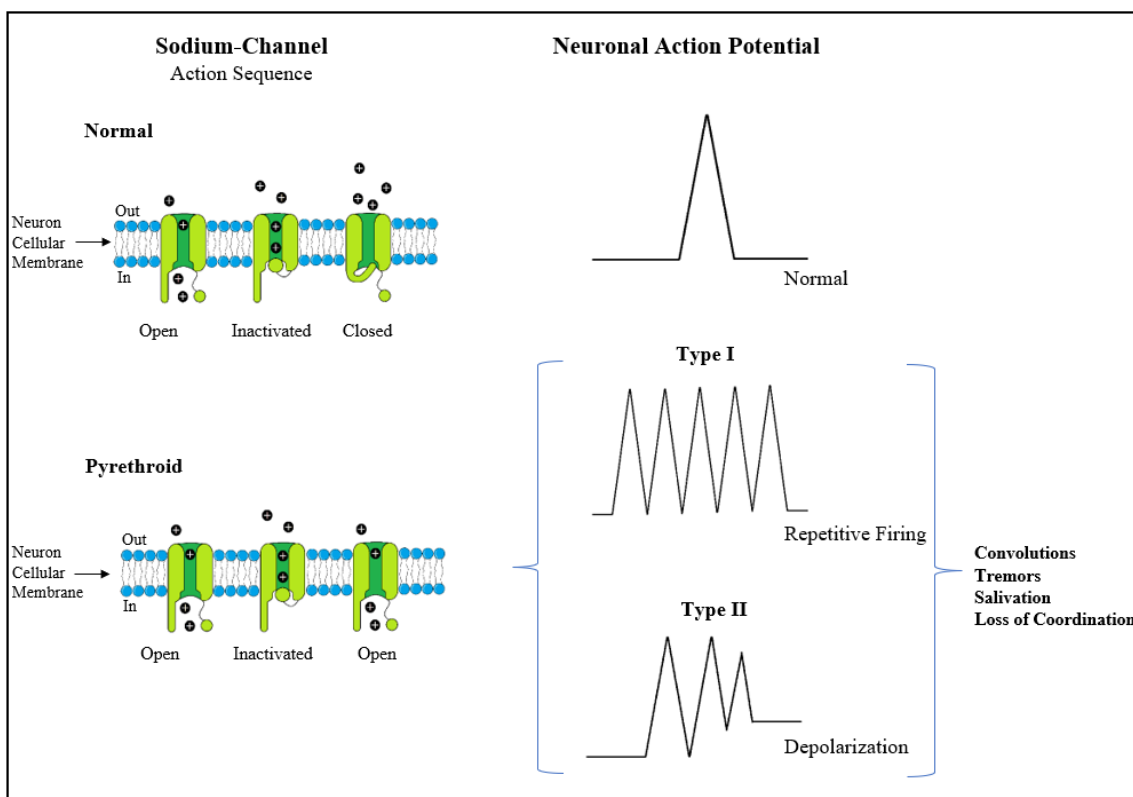 Sodium-Channel
Action Sequence
Neuronal Action Potential
Normal
Out
Neuron
Cellular
Membrane
In
+ + + + + + + + + + + +
Open Inactivated Closed
Normal
Pyrethroid
Out
Neuron
Cellular
Membrane
In
+ + + + + + + + + + +
Open Inactivated Open
Type I
Repetitive Firing
Type II
Depolarization
Convolutions
Tremors
Salivation
Loss of Coordination